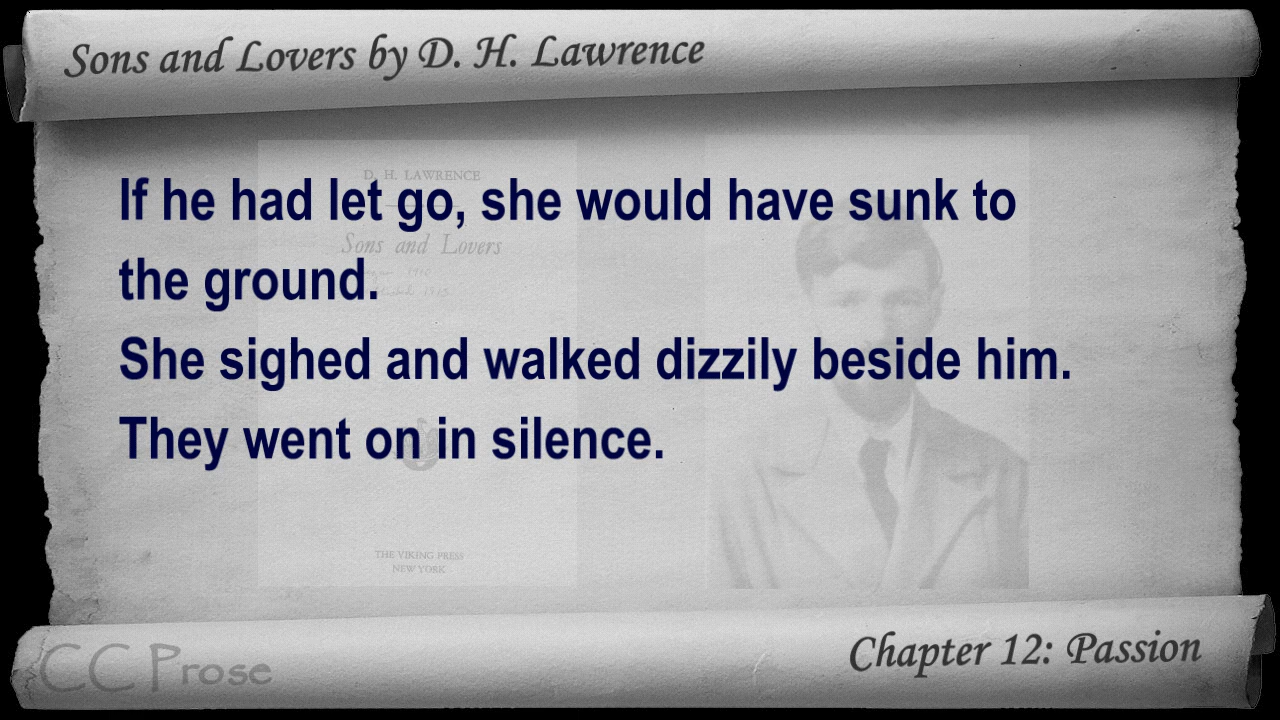 Sons and Lovers by D. H. Lawrence
D. H. LAWRENCE
If he had let go, she would have sunk to
Sons and Lovers
the ground.
She sighed and walked dizzily beside him.
They went on in silence.
THE VIKING PRESS
NEW YORK
CC Prose
Chapter 12: Passion